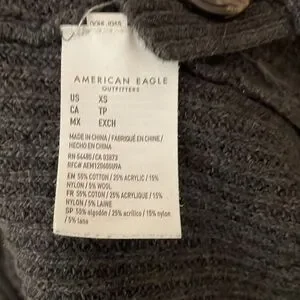 AMERICAN EAGLE
OUTFITTERS
US XS
CA TP
MX EXCH
MADE IN CHINA / FABRIQUÉ EN CHINE /
HECHO EN CHINA
RN 54485/CA 03873
RFC# AEM1206050U9A
EN 55% COTTON / 25% ACRYLIC / 15%
NYLON / 5% WOOL
FR 55% COTON / 25% ACRYLIQUE / 15%
NYLON / 5% LAINE
SP 55% algodón / 25% acrílico / 15% nylon
/ 5% lana